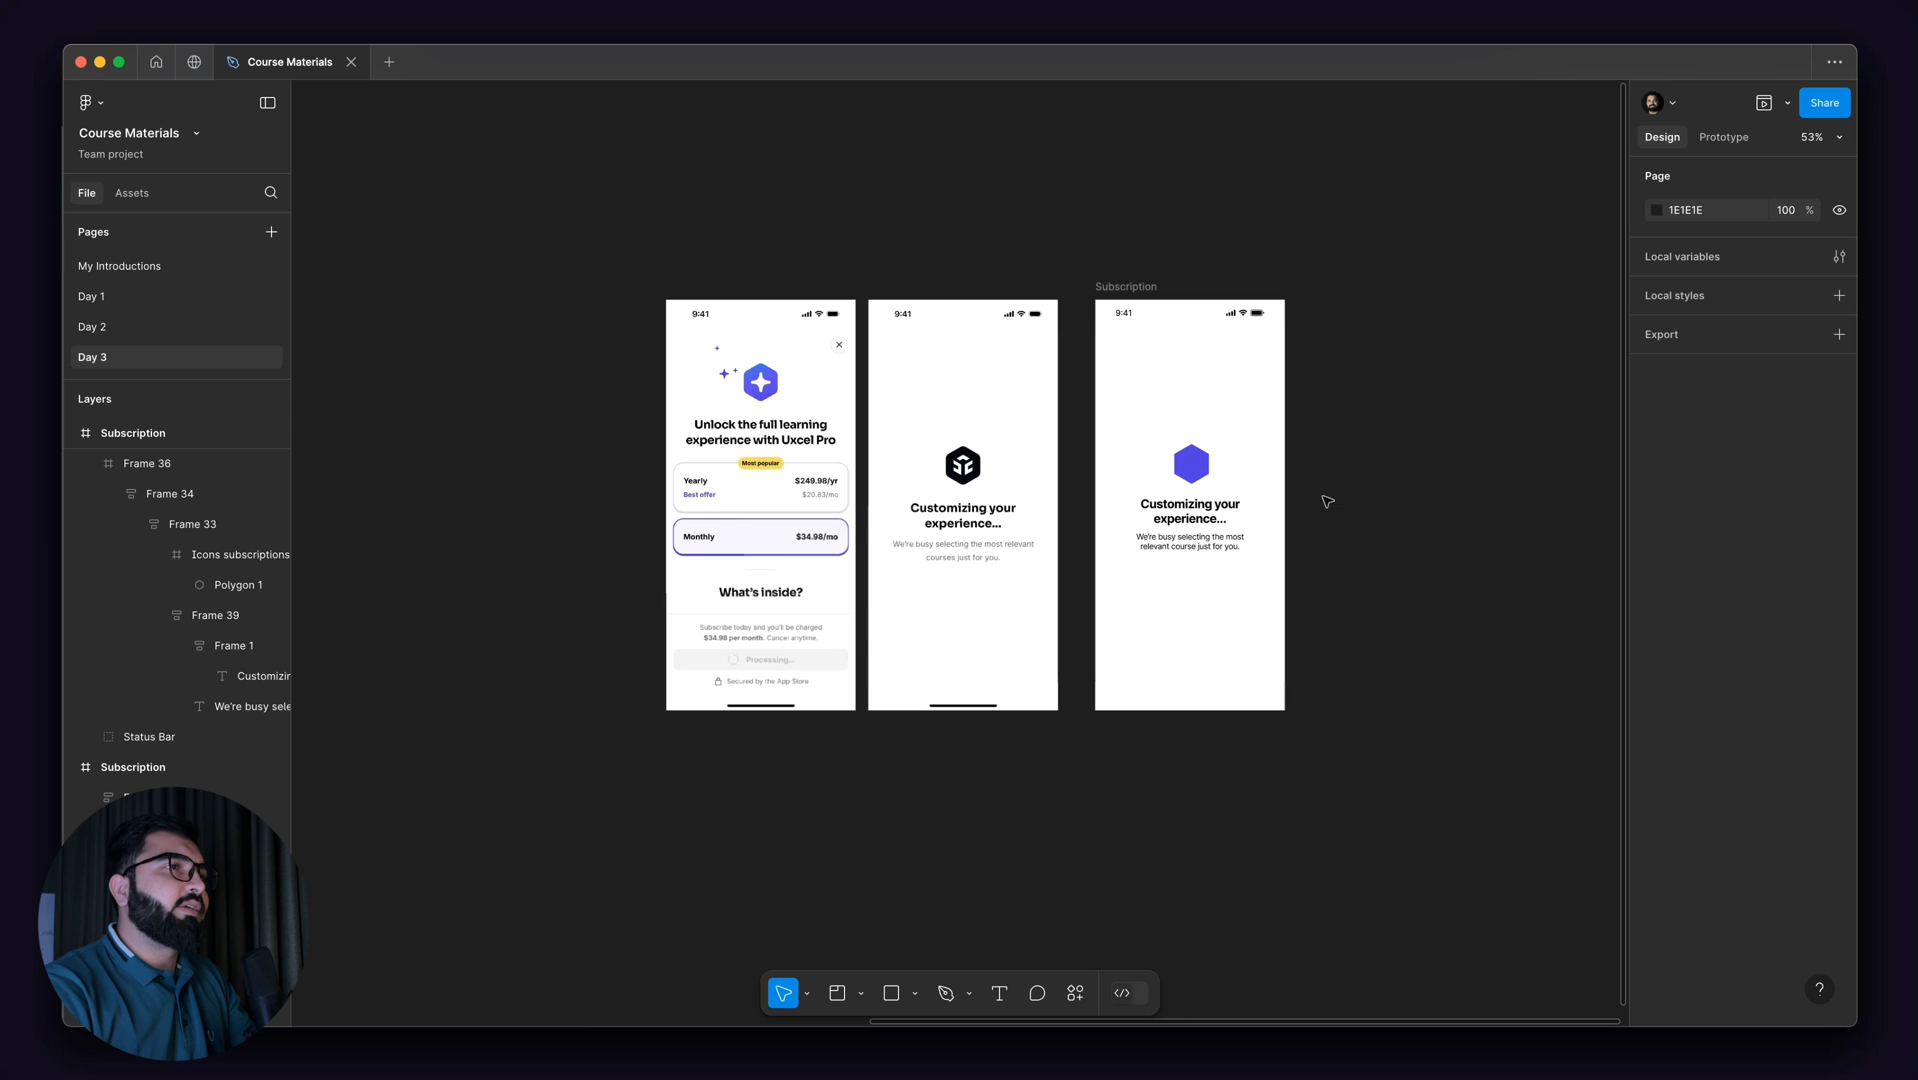 Course Materials
Course Materials
Team project
File
Assets
Pages
My Introductions
Day 1
Day 2
Day 3
Layers
Subscription
Frame 36
Frame 34
Frame 33
Icons subscriptions
Polygon 1
Frame 39
Frame 1
Customizin
We're busy sele
Status Bar
Subscription
9:41
Unlock the full learning
experience with Uxcel Pro
Most popular
Yearly
$249.98/yr
Best offer
$20.83/mo
Monthly
$34.98/mo
What's inside?
Subscribe today and you'll be charged
$34.98 per month. Cancel anytime.
Processing...
Secured by the App Store
9:41
Customizing your
experience...
We're busy selecting the most relevant
courses just for you.
Subscription
9:41
Customizing your
experience...
We're busy selecting the most
relevant course just for you.
Share
Design
Prototype
53%
Page
1E1E1E
100
%
Local variables
Local styles
Export
?